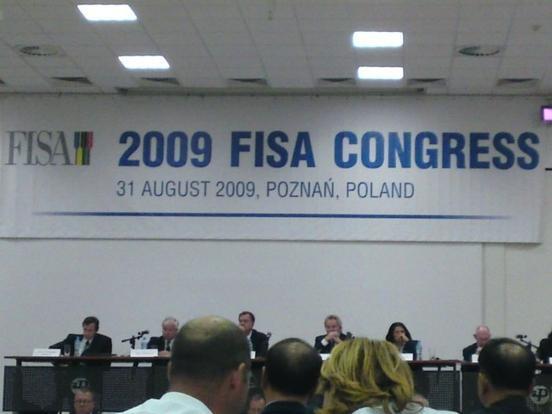 FISA
2009 FISA CONGRESS
31 AUGUST 2009, POZNAŃ, POLAND